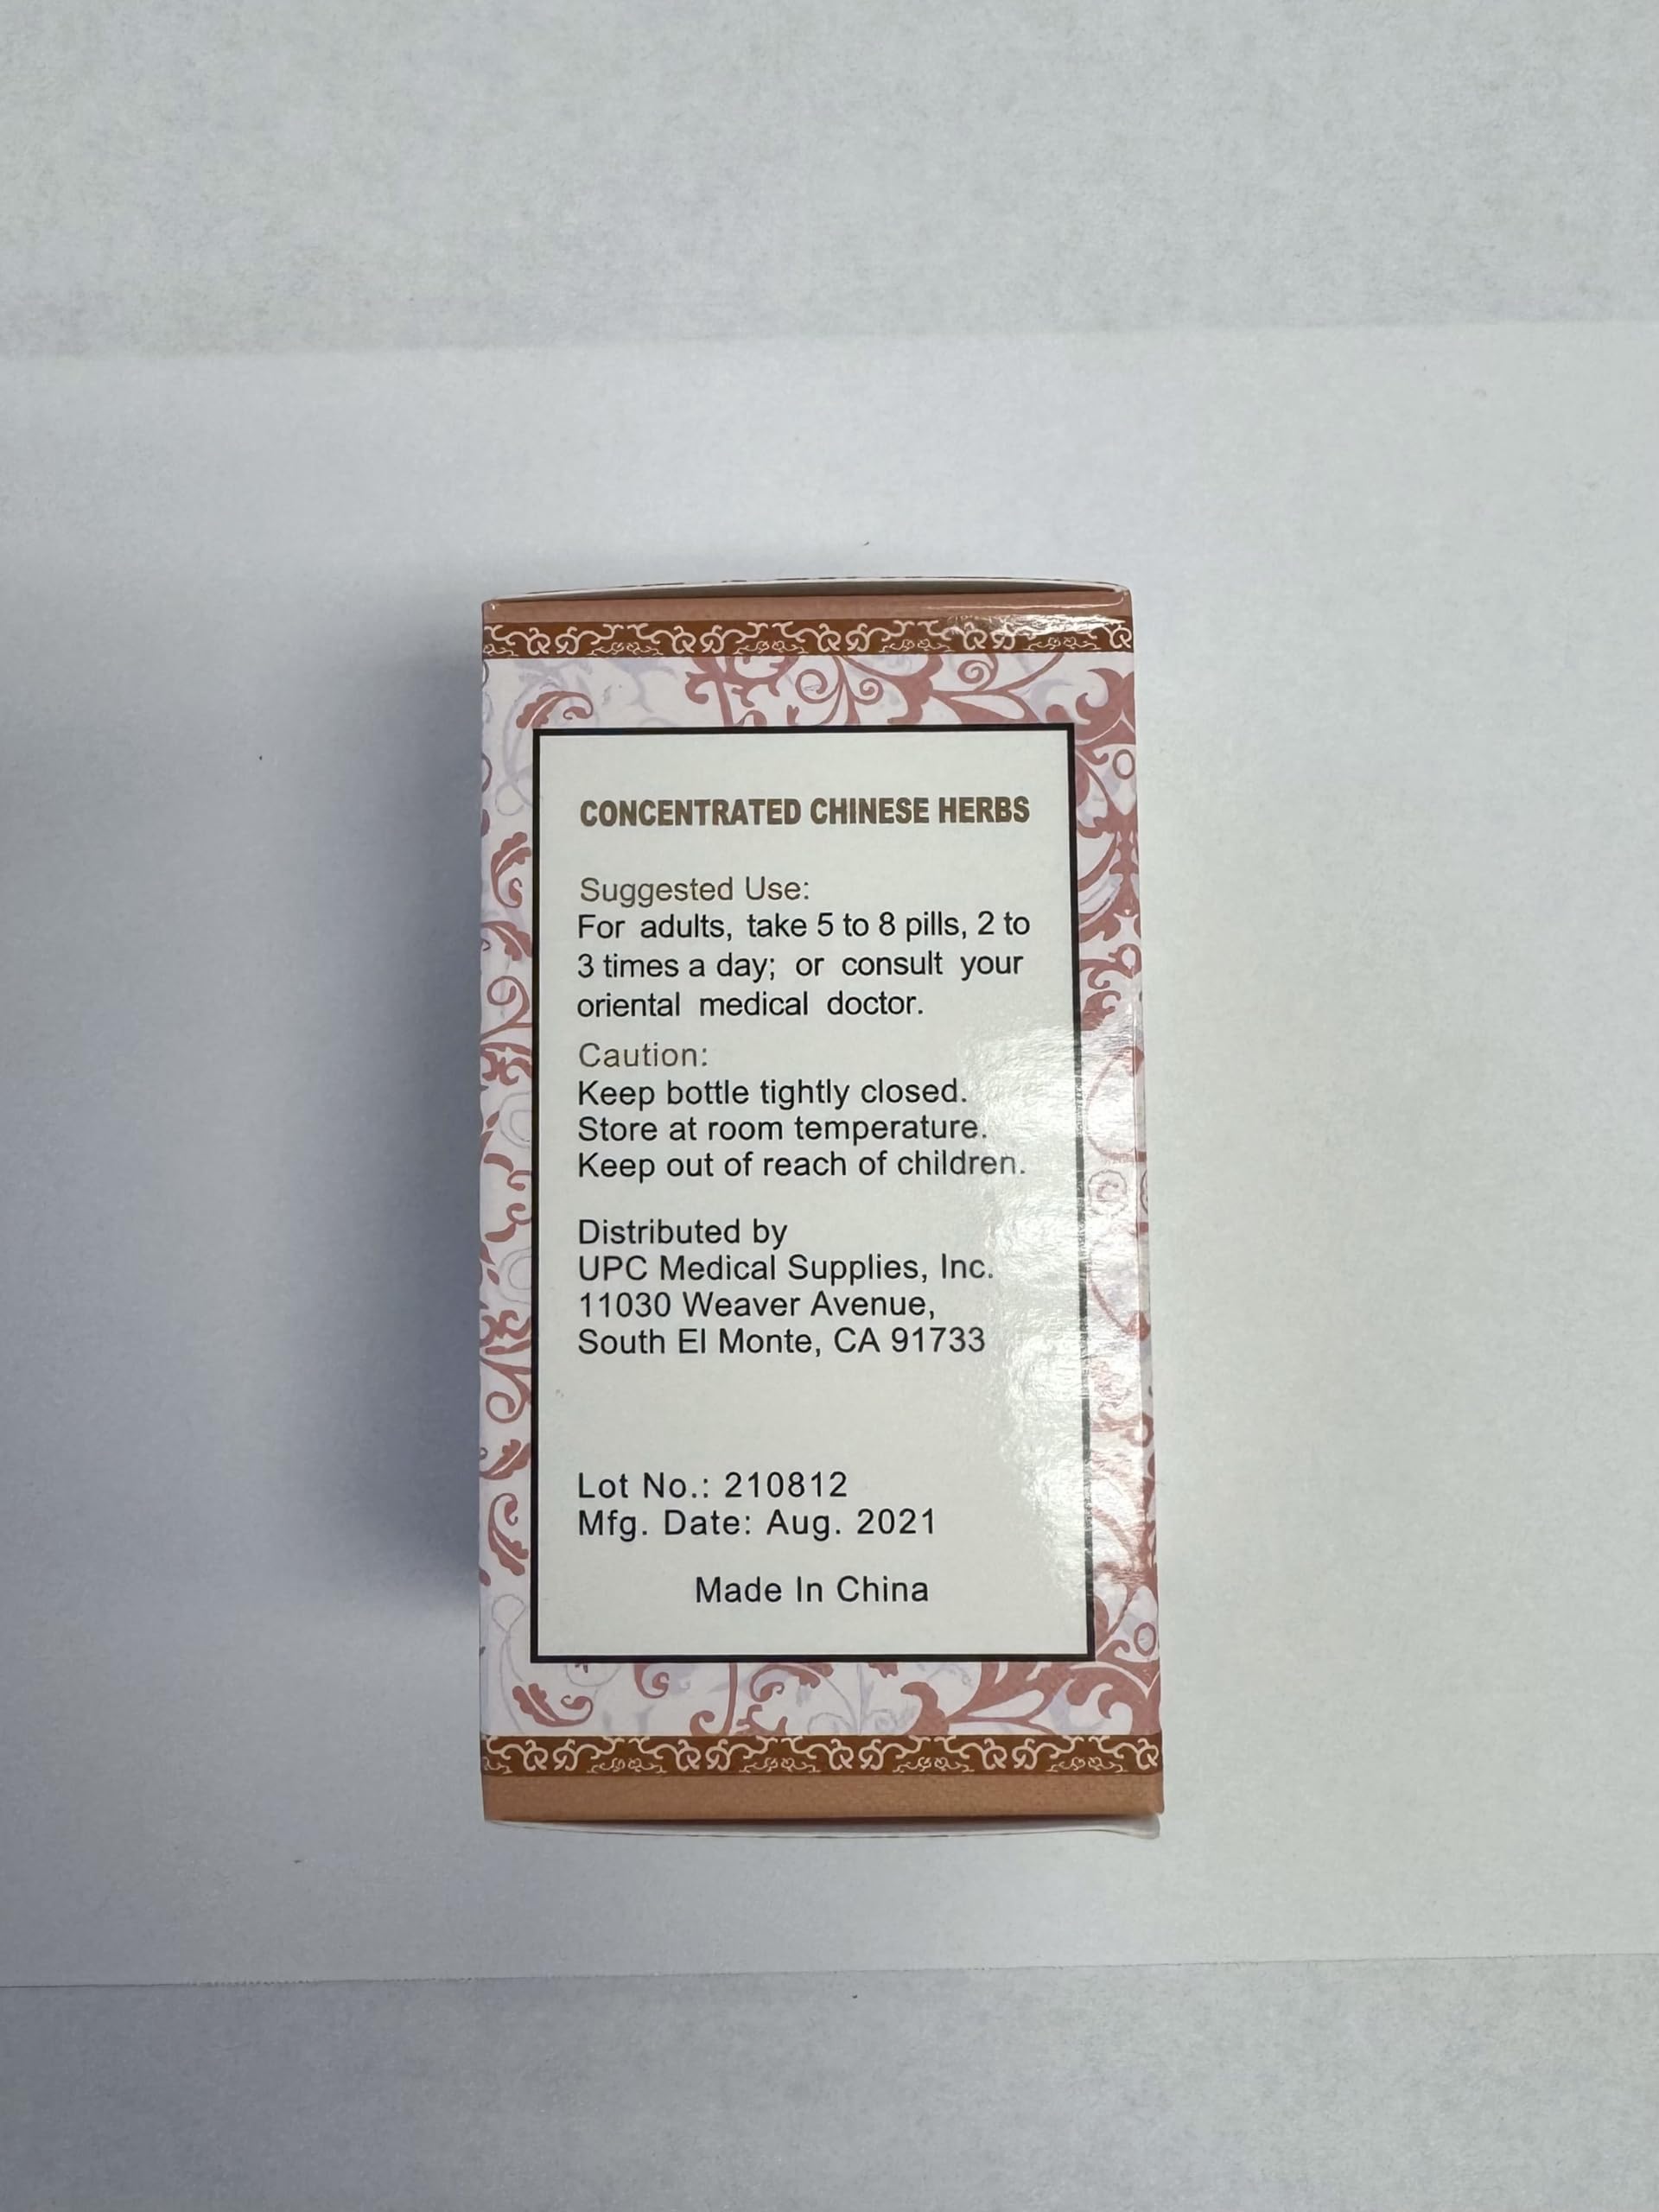 CONCENTRATED CHINESE HERBS
Suggested Use:
For adults, take 5 to 8 pills, 2 to
3 times a day; or consult your
oriental medical doctor.
Caution:
Keep bottle tightly closed.
Store at room temperature.
Keep out of reach of children.
Distributed by
UPC Medical Supplies, Inc.
11030 Weaver Avenue,
South El Monte, CA 91733
Lot No.: 210812
Mfg. Date: Aug. 2021
Made In China